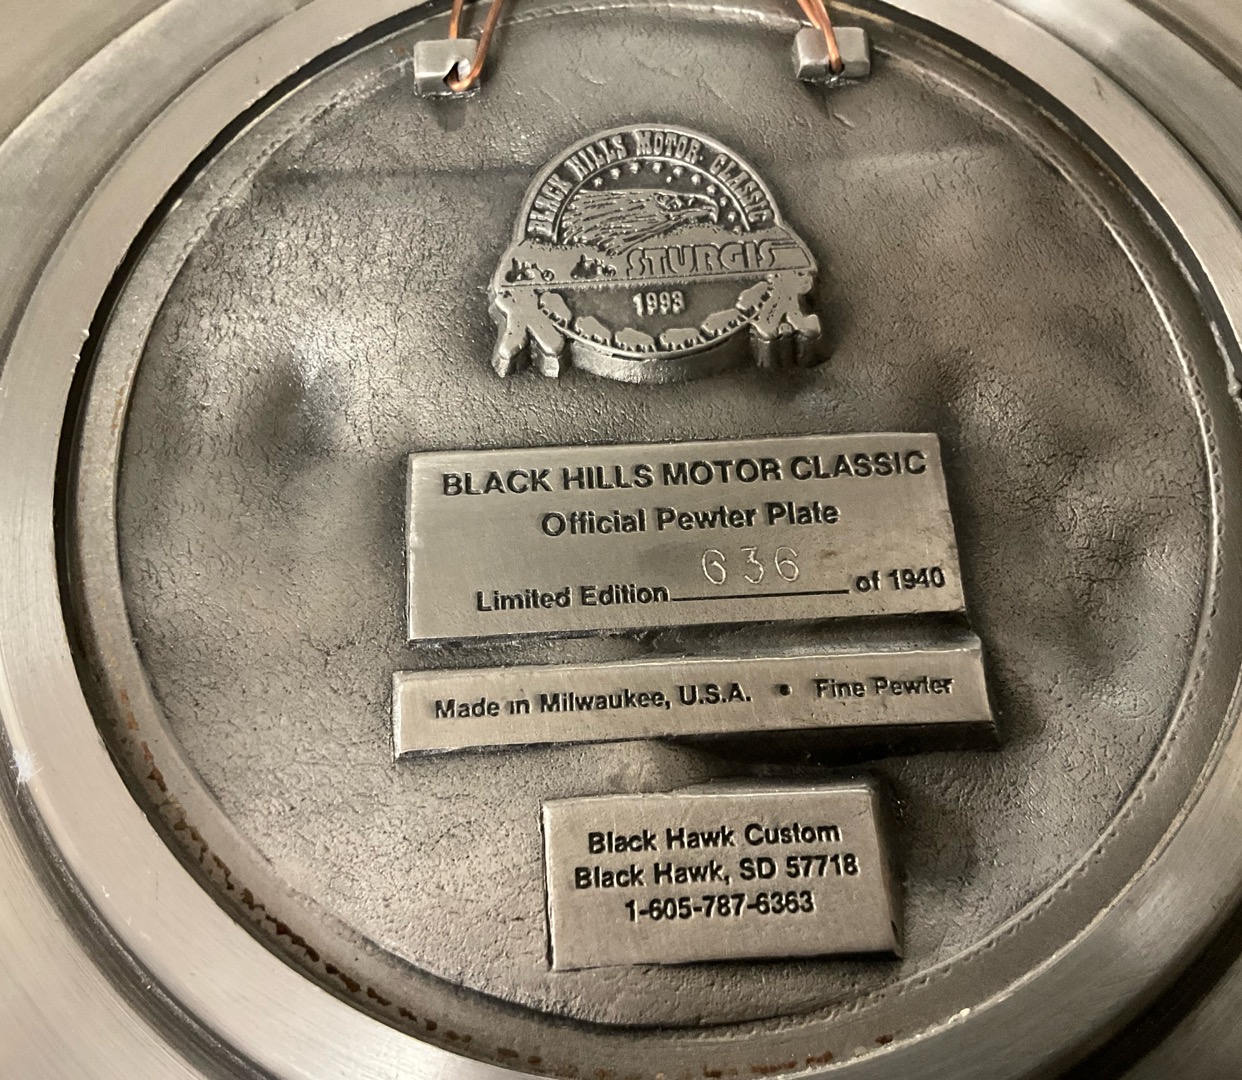 BLACK HILLS MOTOR CLASSIC
STURGIS
1993
BLACK HILLS MOTOR CLASSIC
Official Pewter Plate
Limited Edition 636 of 1940
Made in Milwaukee, U.S.A. • Fine Pewter
Black Hawk Custom
Black Hawk, SD 57718
1-605-787-6363